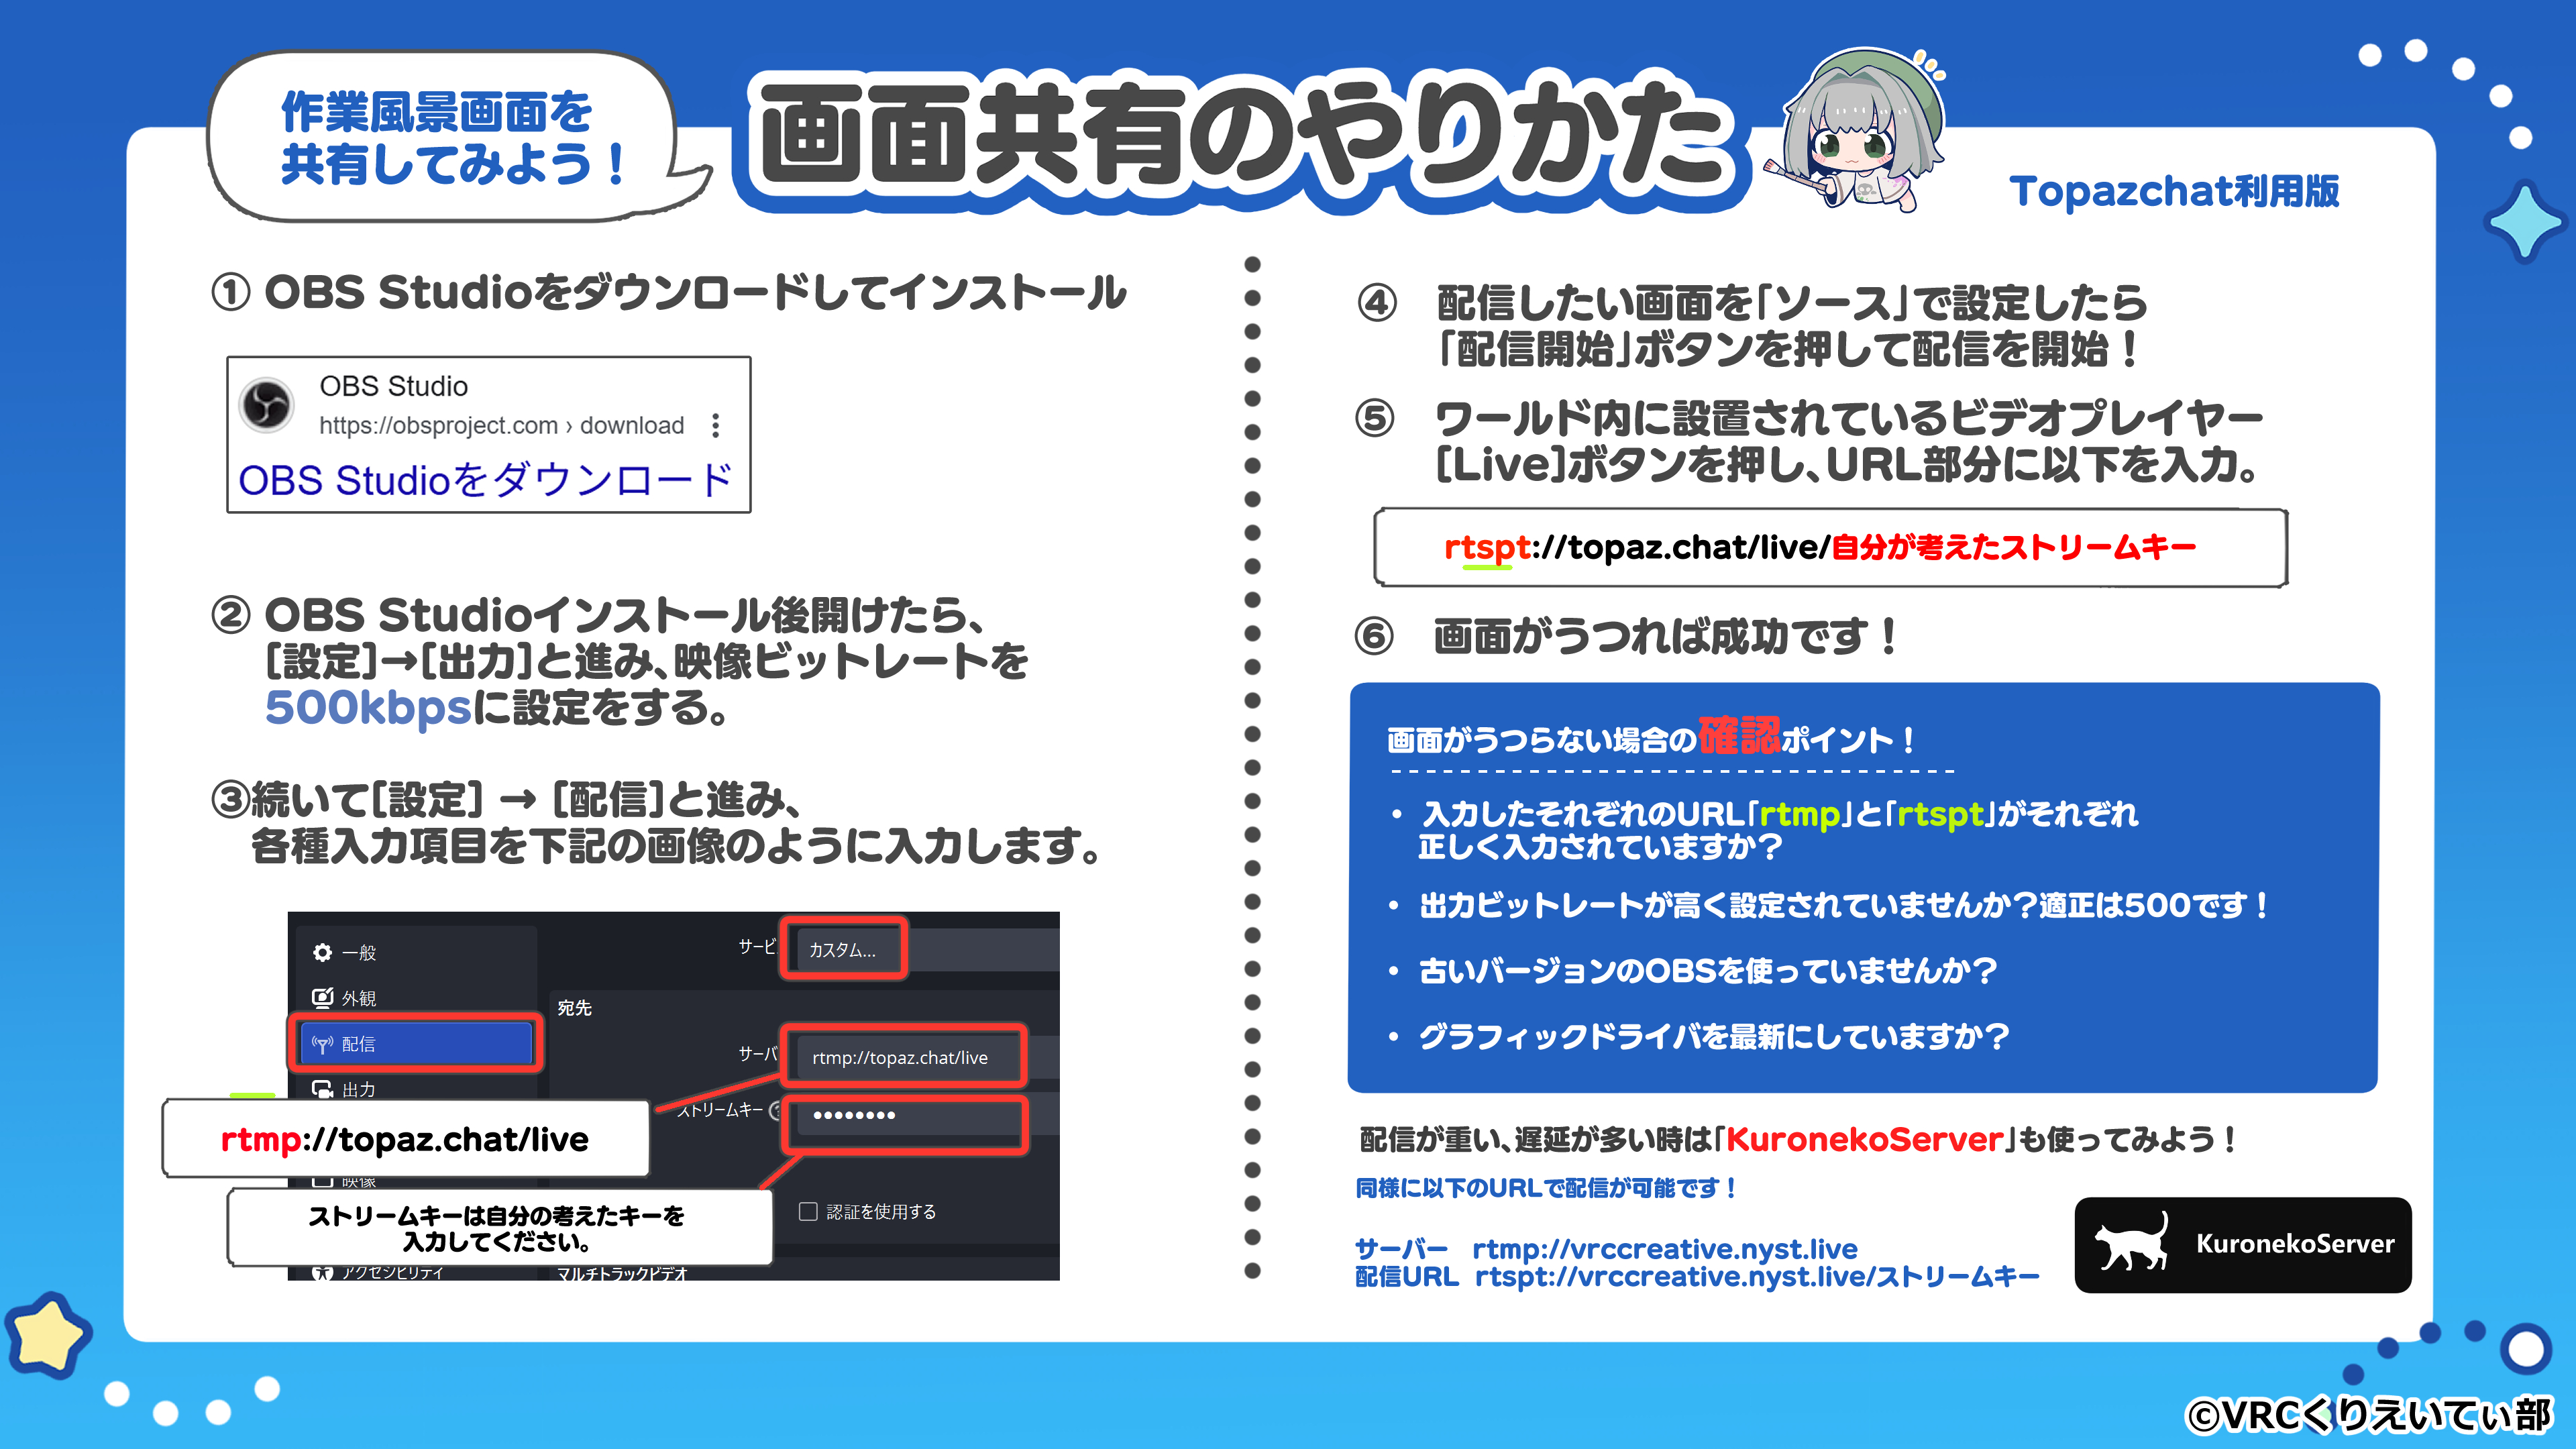 作業風景画面を
共有してみよう！
画面共有のやりかた
Topazchat利用版
① OBS Studioをダウンロードしてインストール
OBS Studio
https://obsproject.com › download
OBS Studioをダウンロード
② OBS Studioインストール後開けたら、
[設定]→[出力]と進み、映像ビットレートを
500kbpsに設定をする。
③続いて[設定] → [配信]と進み、
各種入力項目を下記の画像のように入力します。
一般
外観
配信
出力
映像
アクセシビリティ
サービ
カスタム...
宛先
サーバ
rtmp://topaz.chat/live
ストリームキー
●●●●●●●●
認証を使用する
マルチトラックビデオ
rtmp://topaz.chat/live
ストリームキーは自分の考えたキーを
入力してください。
④ 配信したい画面を「ソース」で設定したら
「配信開始」ボタンを押して配信を開始！
⑤ ワールド内に設置されているビデオプレイヤー
[Live]ボタンを押し、URL部分に以下を入力。
rtspt://topaz.chat/live/自分が考えたストリームキー
⑥ 画面がうつれば成功です！
画面がうつらない場合の確認ポイント！
・ 入力したそれぞれのURL「rtmp」と「rtspt」がそれぞれ
正しく入力されていますか？
・ 出力ビットレートが高く設定されていませんか？適正は500です！
・ 古いバージョンのOBSを使っていませんか？
・ グラフィックドライバを最新にしていますか？
配信が重い、遅延が多い時は「KuronekoServer」も使ってみよう！
同様に以下のURLで配信が可能です！
サーバー rtmp://vrccreative.nyst.live
配信URL rtspt://vrccreative.nyst.live/ストリームキー
KuronekoServer
©VRCくりえいてぃ部